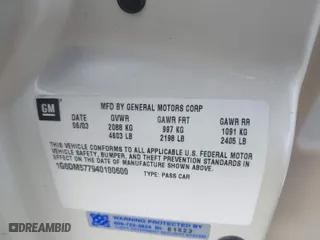 GM
MFD BY GENERAL MOTORS CORP
DATE GVWR GAWR FRT GAWR RR
06/03 2088 KG 997 KG 1091 KG
4603 LB 2198 LB 2405 LB
THIS VEHICLE CONFORMS TO ALL APPLICABLE U.S. FEDERAL MOTOR
VEHICLE SAFETY, BUMPER, AND THEFT PREVENTION STANDARDS IN
EFFECT ON THE DATE OF MANUFACTURE SHOWN ABOVE.
1G6DM577940100600 TYPE: PASS CAR
WARNING PROTECTED BY